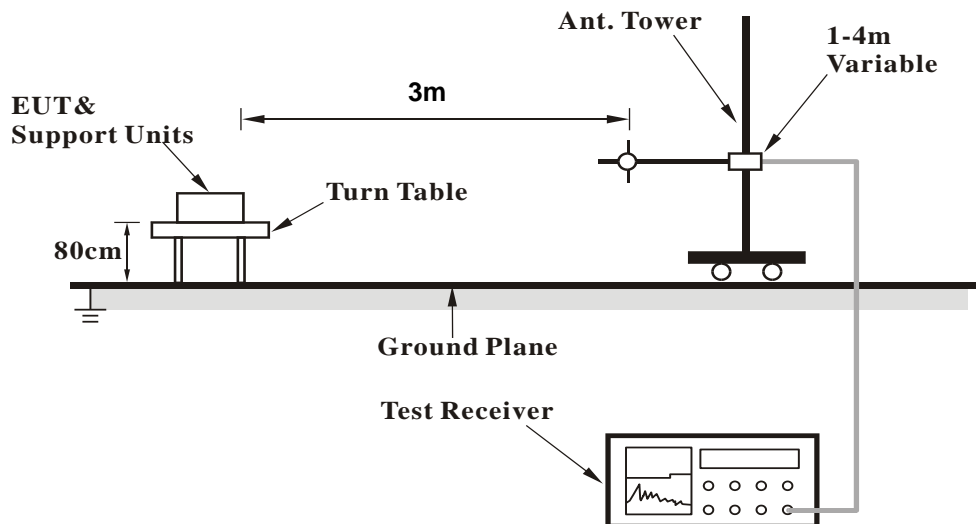 Ant. Tower
1-4m
Variable
3m
EUT&
Support Units
Turn Table
80cm
Ground Plane
Test Receiver